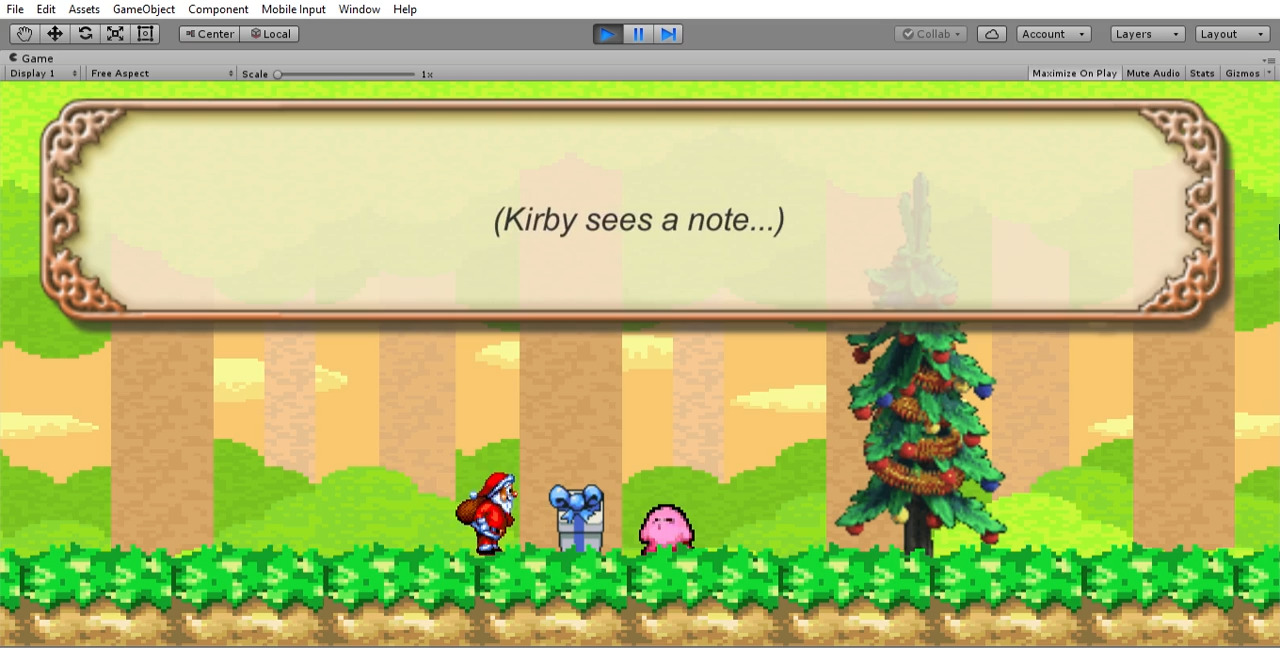 File Edit Assets GameObject Component Mobile Input Window Help
Center Local Collab Account Layers Layout
Game
Display 1 Free Aspect Scale 1x Maximize On Play Mute Audio Stats Gizmos
(Kirby sees a note...)